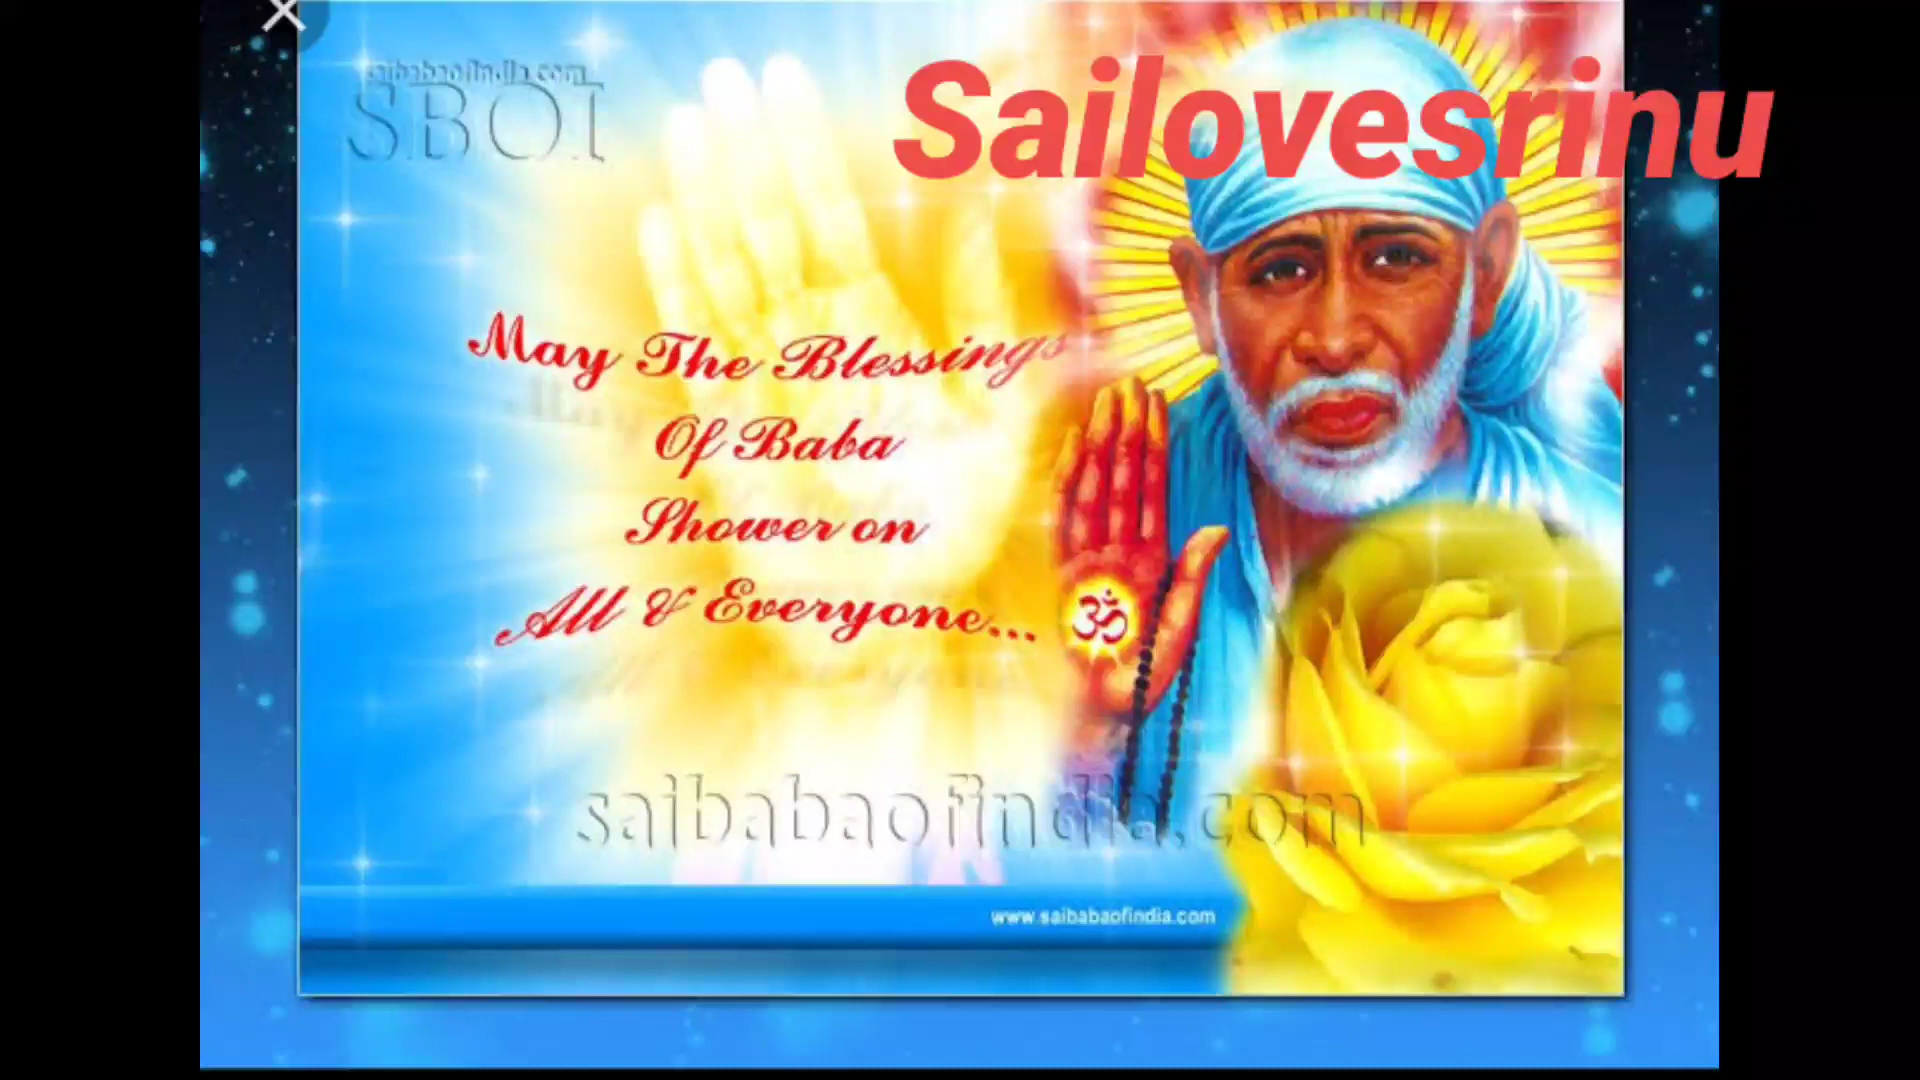 saibabaofindia.com
SBOI
Sailovesrinu
May The Blessings
Of Baba
Shower on
All & Everyone...
ॐ
saibabaofindia.com
www.saibabaofindia.com